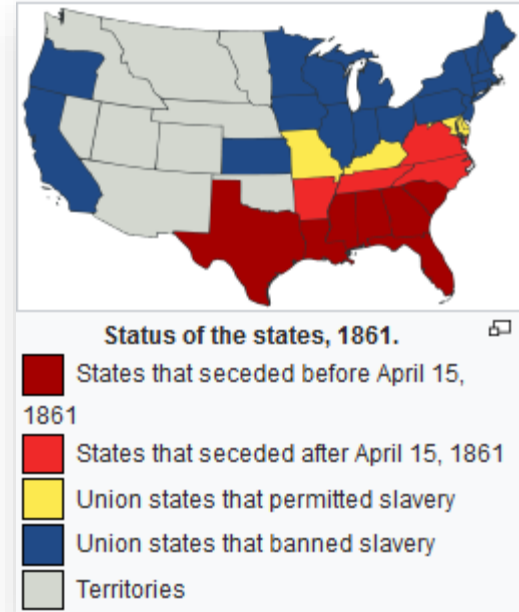 Status of the states, 1861.
States that seceded before April 15,
1861
States that seceded after April 15, 1861
Union states that permitted slavery
Union states that banned slavery
Territories